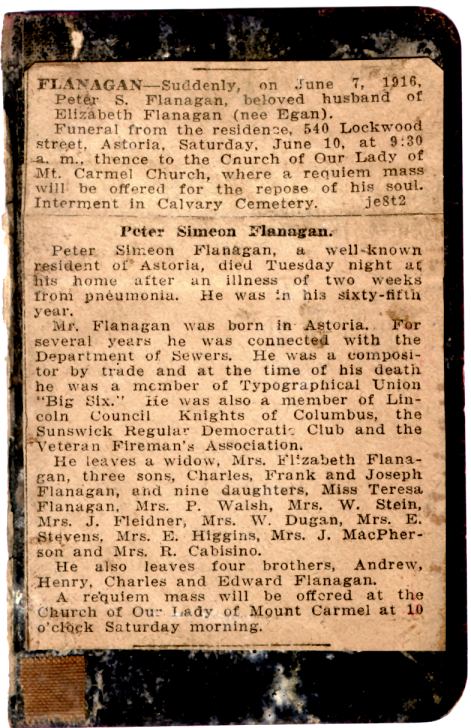 FLANAGAN—Suddenly, on June 7, 1916,
Peter S. Flanagan, beloved husband of
Elizabeth Flanagan (nee Egan).
Funeral from the residence, 540 Lockwood
street, Astoria, Saturday, June 10, at 9:30
a. m., thence to the Church of Our Lady of
Mt. Carmel Church, where a requiem mass
will be offered for the repose of his soul.
Interment in Calvary Cemetery. je8t2
Peter Simeon Flanagan.
Peter Simeon Flanagan, a well-known
resident of Astoria, died Tuesday night at
his home after an illness of two weeks
from pneumonia. He was in his sixty-fifth
year.
Mr. Flanagan was born in Astoria. For
several years he was connected with the
Department of Sewers. He was a composi-
tor by trade and at the time of his death
he was a member of Typographical Union
"Big Six." He was also a member of Lin-
coln Council Knights of Columbus, the
Sunswick Regular Democratic Club and the
Veteran Fireman's Association.
He leaves a widow, Mrs. Elizabeth Flana-
gan, three sons, Charles, Frank and Joseph
Flanagan, and nine daughters, Miss Teresa
Flanagan, Mrs. P. Walsh, Mrs. W. Stein,
Mrs. J. Fleidner, Mrs. W. Dugan, Mrs. E.
Stevens, Mrs. E. Higgins, Mrs. J. MacPher-
son and Mrs. R. Cabisino.
He also leaves four brothers, Andrew,
Henry, Charles and Edward Flanagan.
A requiem mass will be offered at the
Church of Our Lady of Mount Carmel at 10
o'clock Saturday morning.